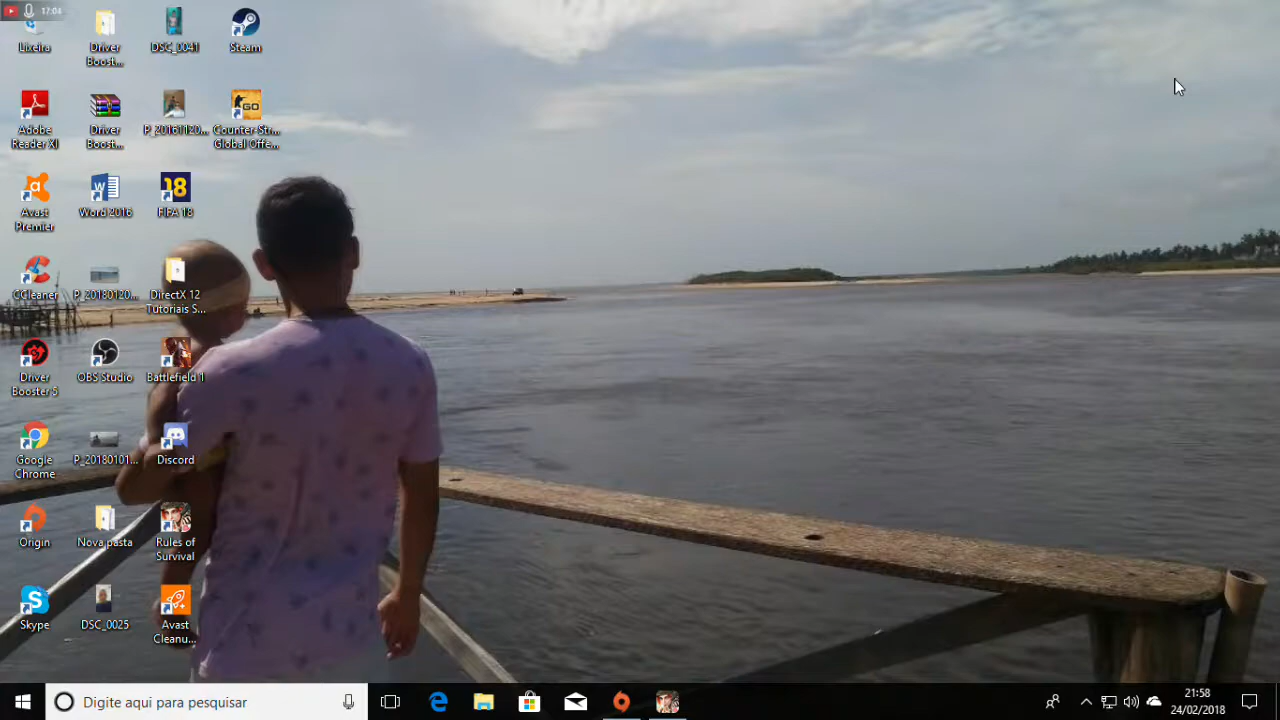 17:04
Lixeira
Driver
Boost...
DSC_0041
Steam
Adobe
Reader XI
Driver
Boost...
P_20161120...
GO
Counter-Str...
Global Offe...
Avast
Premier
Word 2016
18
FIFA 18
CCleaner
P_20180120...
DirectX 12
Tutoriais S...
Driver
Booster 5
OBS Studio
Battlefield 1
Google
Chrome
P_20180101...
Discord
Origin
Nova pasta
Rules of
Survival
Skype
DSC_0025
Avast
Cleanu...
Digite aqui para pesquisar
21:58
24/02/2018